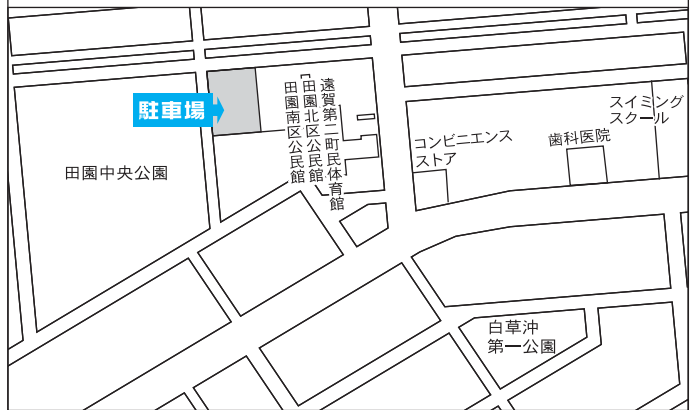 駐車場
田園中央公園
遠賀第二町民体育館
田園北区公民館
田園南区公民館
コンビニエンス
ストア
歯科医院
スイミング
スクール
白草沖
第一公園